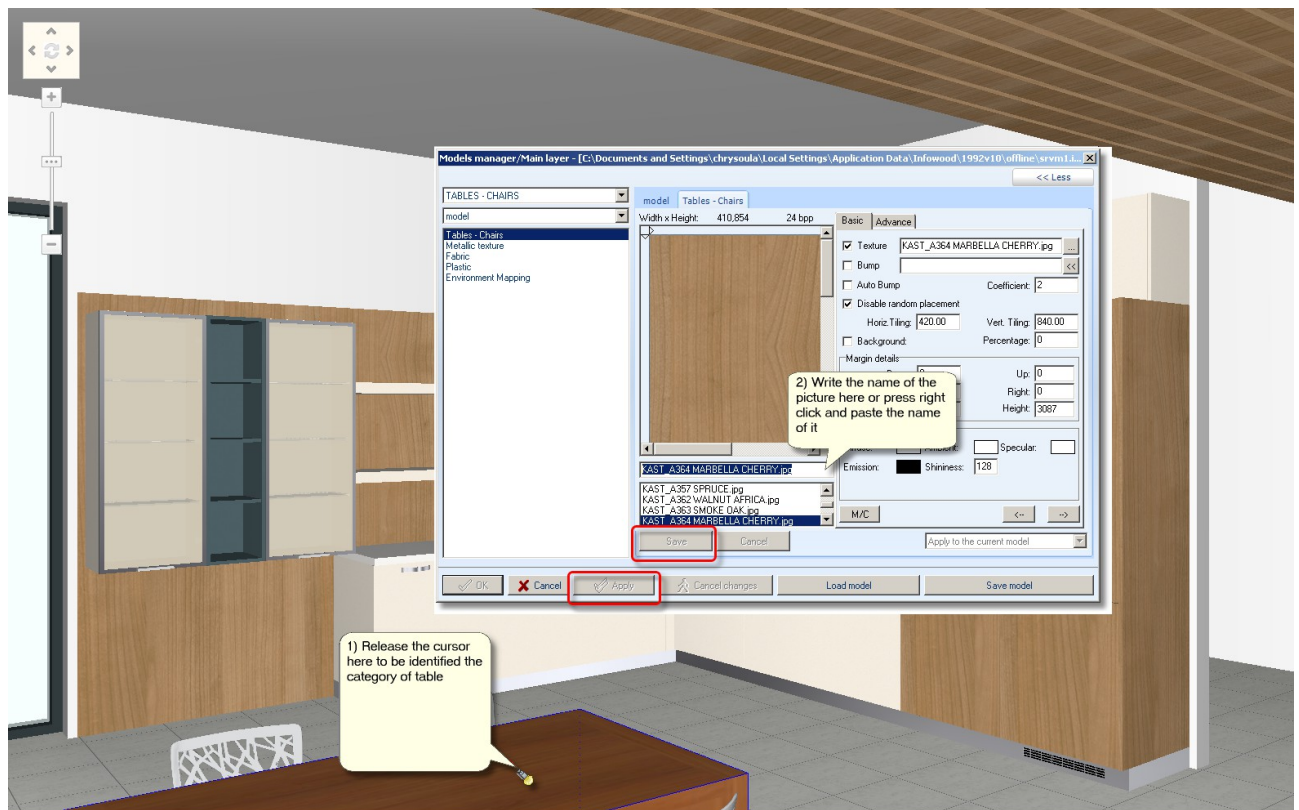 Models manager/Main layer - [C:\Documents and Settings\chrysoula\Local Settings\Application Data\Infowood\1992v10\offline\srvm1.i...
<< Less
TABLES - CHAIRS
model
Tables - Chairs
Metallic texture
Fabric
Plastic
Environment Mapping
model Tables - Chairs
Width x Height: 410,854 24 bpp
Basic Advance
Texture KAST_A364 MARBELLA CHERRY.jpg ...
Bump <<
Auto Bump Coefficient: 2
Disable random placement
Horiz.Tiling: 420.00 Vert. Tiling: 840.00
Background: Percentage: 0
Margin details
Up: 0
Right: 0
Height: 3087
2) Write the name of the
picture here or press right
click and paste the name
of it
Specular:
Emission: Shininess: 128
KAST_A364 MARBELLA CHERRY.jpg
KAST_A357 SPRUCE.jpg
KAST_A362 WALNUT AFRICA.jpg
KAST_A363 SMOKE OAK.jpg
KAST_A364 MARBELLA CHERRY.jpg
M/C <-- -->
Save Cancel Apply to the current model
OK Cancel Apply Cancel changes Load model Save model
1) Release the cursor
here to be identified the
category of table